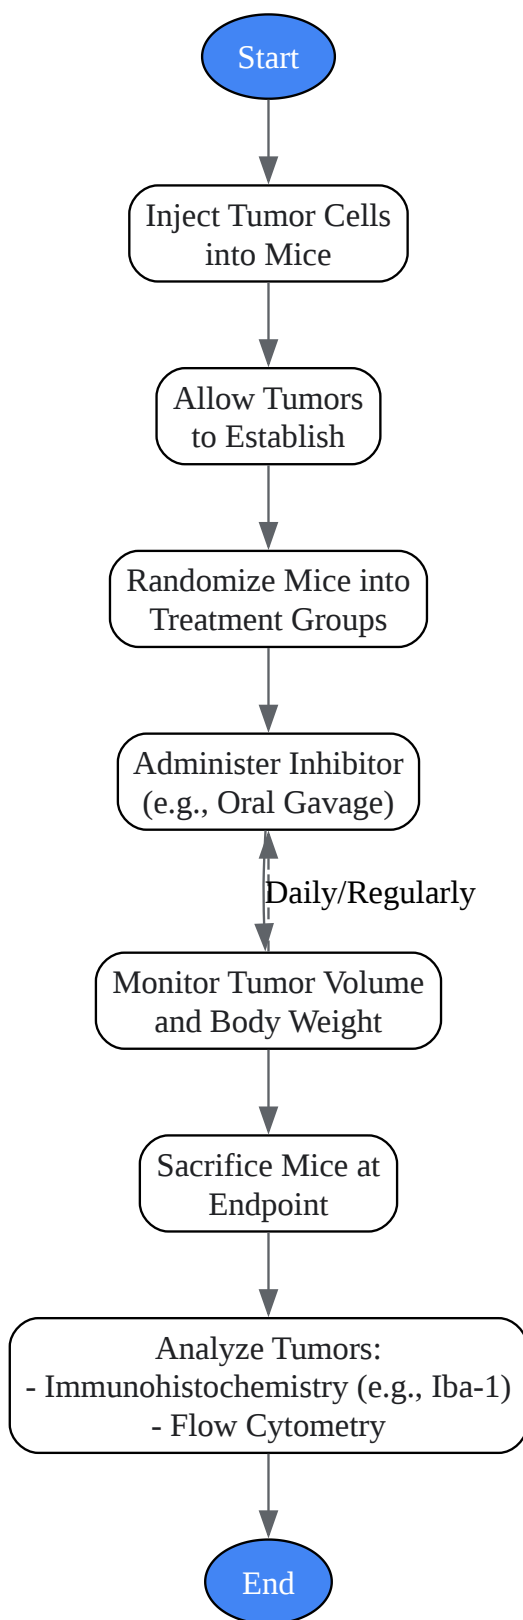 Start
Inject Tumor Cells
into Mice
Allow Tumors
to Establish
Randomize Mice into
Treatment Groups
Administer Inhibitor
(e.g., Oral Gavage)
Daily/Regularly
Monitor Tumor Volume
and Body Weight
Sacrifice Mice at
Endpoint
Analyze Tumors:
- Immunohistochemistry (e.g., Iba-1)
- Flow Cytometry
End